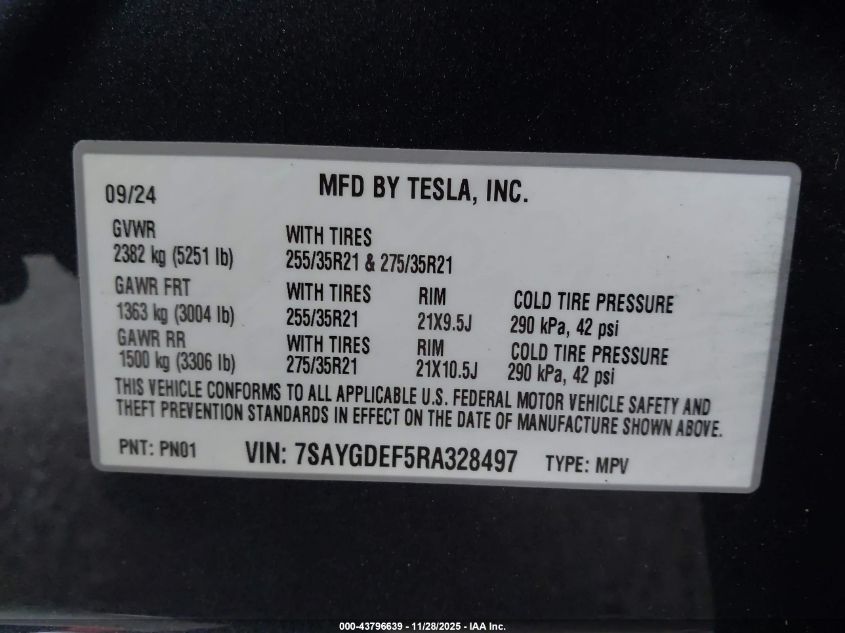 09/24 MFD BY TESLA, INC.
GVWR WITH TIRES
2382 kg (5251 lb) 255/35R21 & 275/35R21
GAWR FRT WITH TIRES RIM COLD TIRE PRESSURE
1363 kg (3004 lb) 255/35R21 21X9.5J 290 kPa, 42 psi
GAWR RR WITH TIRES RIM COLD TIRE PRESSURE
1500 kg (3306 lb) 275/35R21 21X10.5J 290 kPa, 42 psi
THIS VEHICLE CONFORMS TO ALL APPLICABLE U.S. FEDERAL MOTOR VEHICLE SAFETY AND
THEFT PREVENTION STANDARDS IN EFFECT ON THE DATE OF MANUFACTURE SHOWN ABOVE.
PNT: PN01 VIN: 7SAYGDEF5RA328497 TYPE: MPV
000-43796639 - 11/28/2025 - IAA Inc.